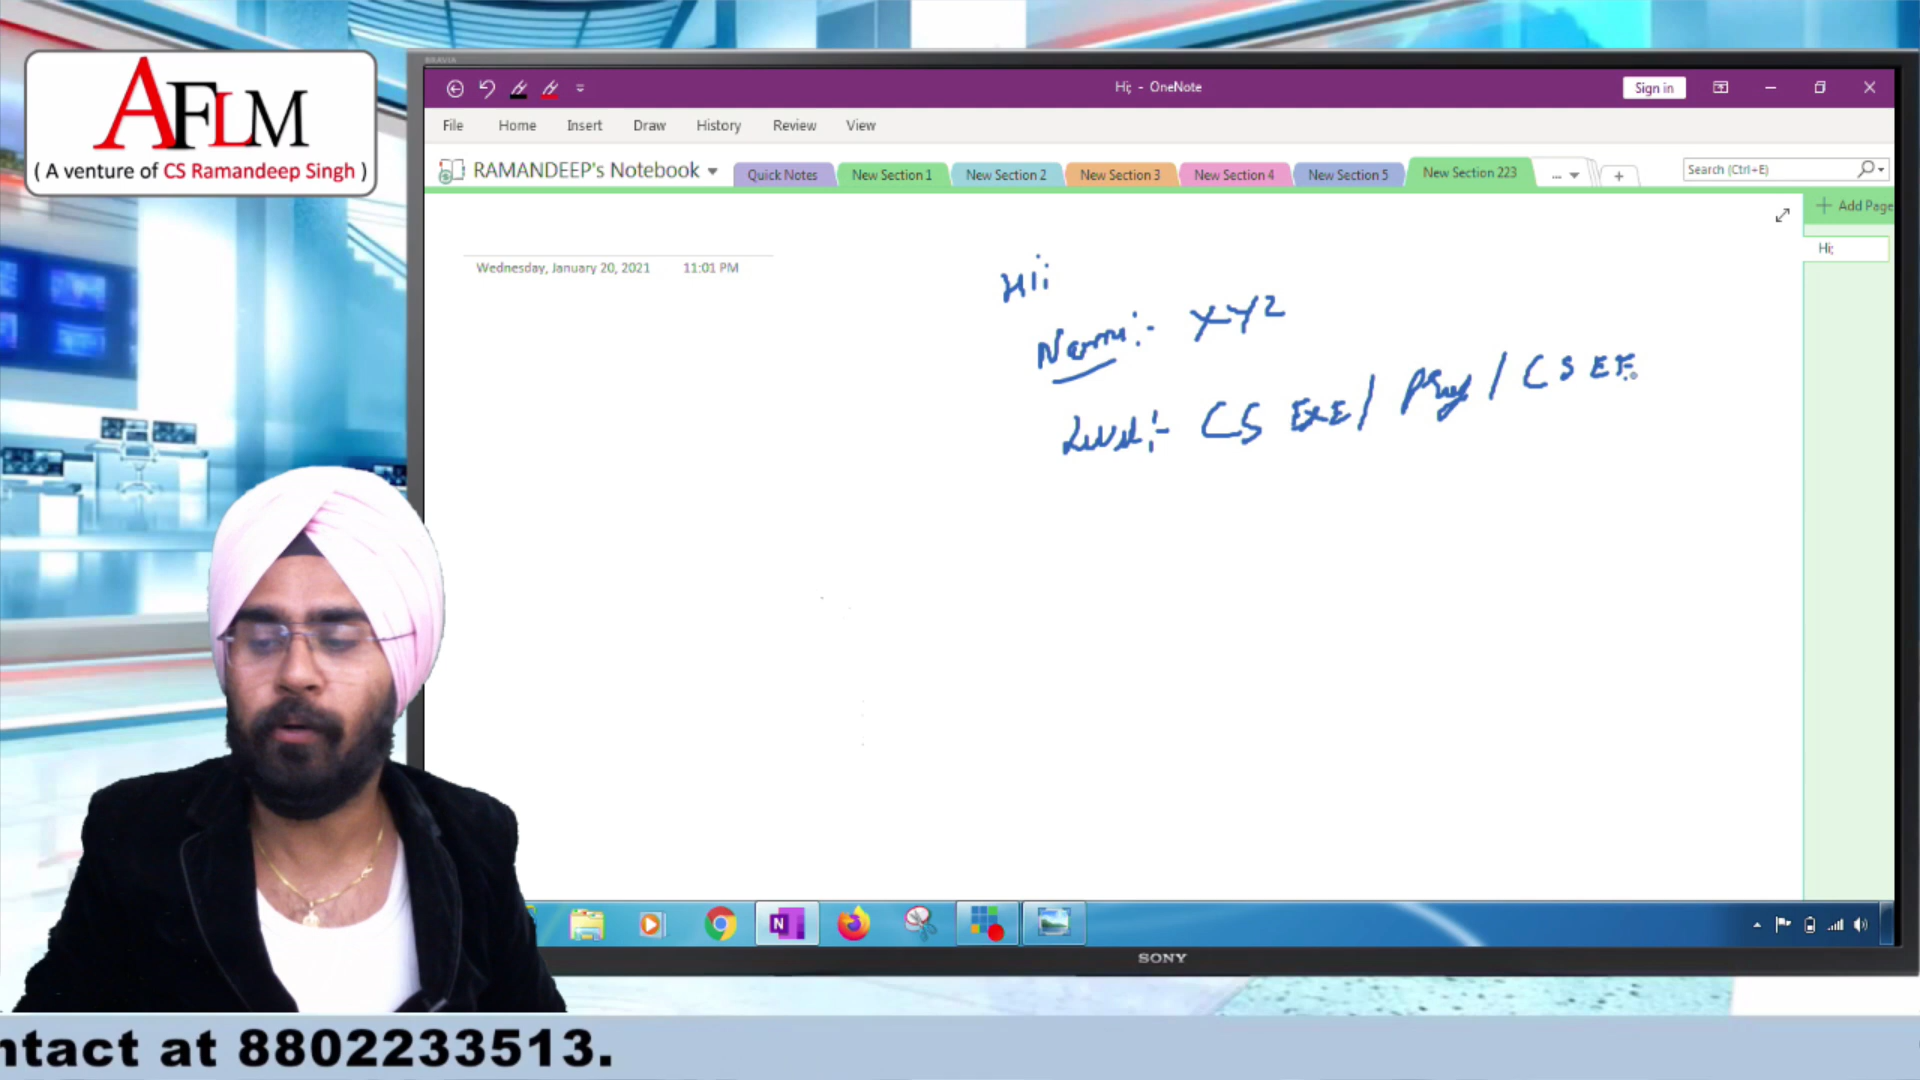 AFLM
( A venture of CS Ramandeep Singh )
BRAVIA
Hi; - OneNote
Sign in
File Home Insert Draw History Review View
RAMANDEEP's Notebook
Quick Notes New Section 1 New Section 2 New Section 3 New Section 4 New Section 5 New Section 223 ...
Search (Ctrl+E)
Add Page
Hi;
Wednesday, January 20, 2021 11:01 PM
Hii
Name:- XYZ
Level:- CS EXE / Prof / CS EE
N
SONY
ntact at 8802233513.